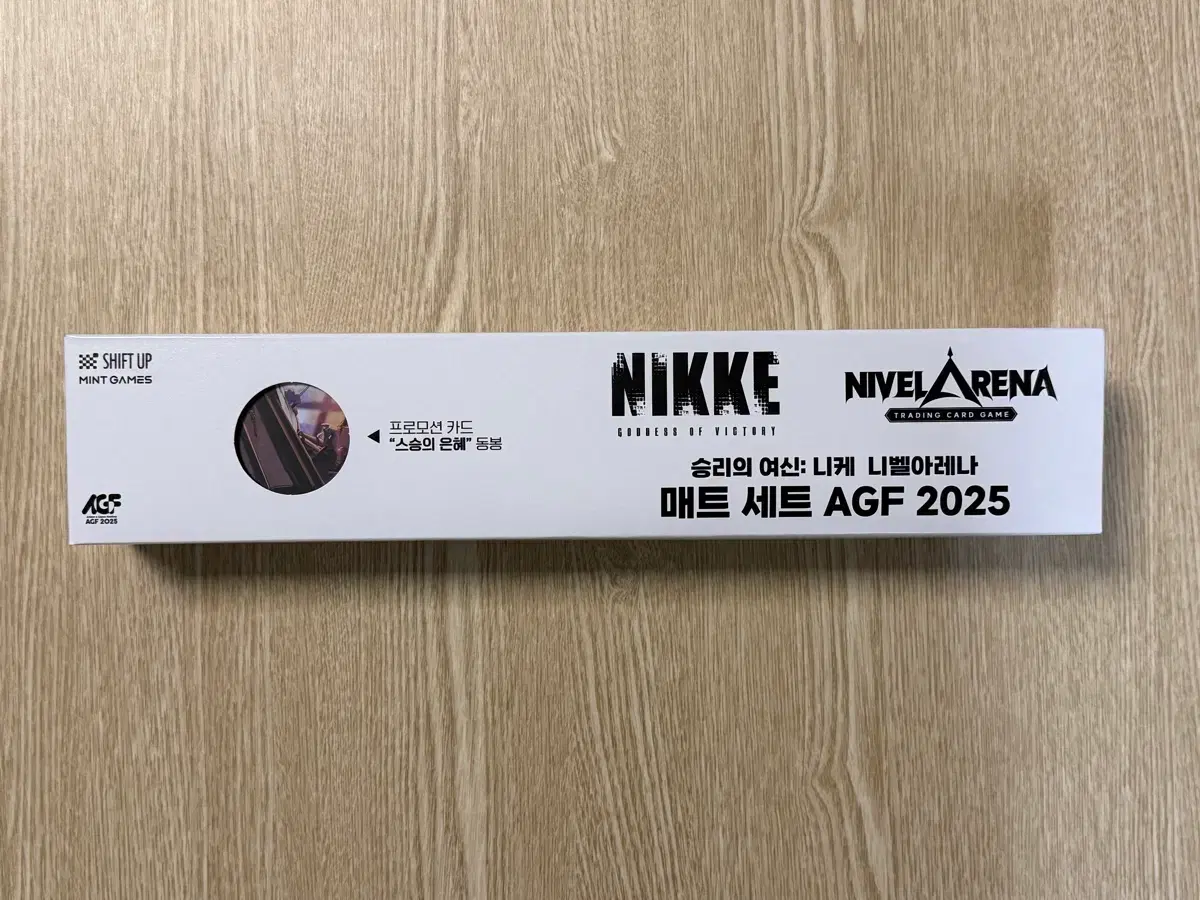 SHIFT UP
MINT GAMES
프로모션 카드
“스승의 은혜” 동봉
AGF
AGF 2025
NIKKE
GODDESS OF VICTORY
NIVEL ARENA
TRADING CARD GAME
승리의 여신: 니케 니벨아레나
매트 세트 AGF 2025